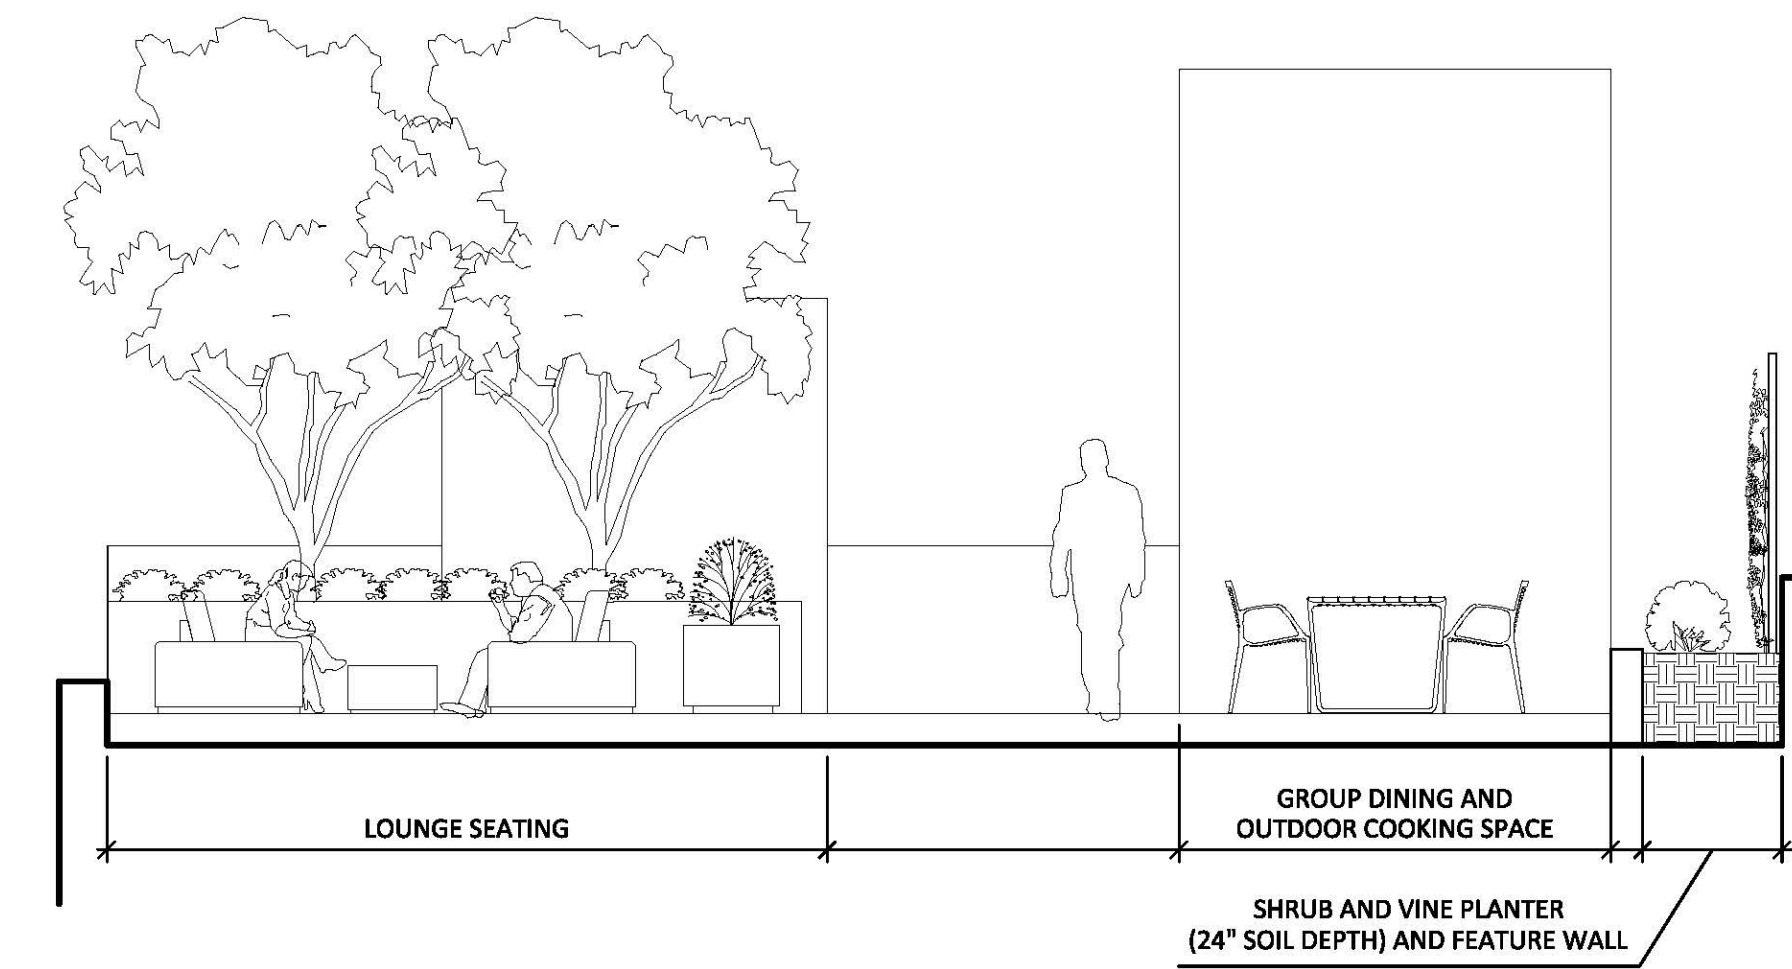 LOUNGE SEATING
GROUP DINING AND
OUTDOOR COOKING SPACE
SHRUB AND VINE PLANTER
(24" SOIL DEPTH) AND FEATURE WALL